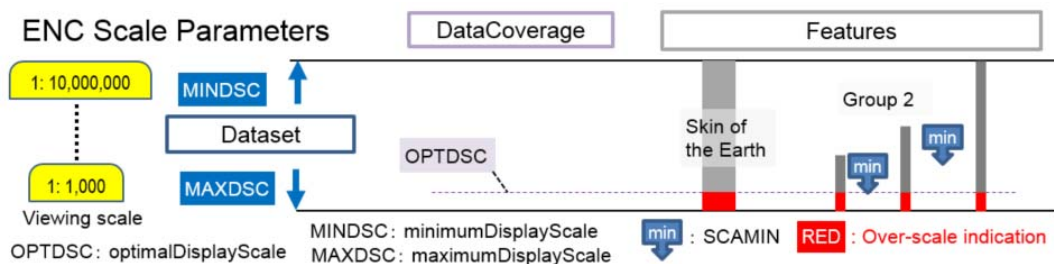 ENC Scale Parameters
DataCoverage
Features
1: 10,000,000
MINDSC
Group 2
Dataset
Skin of
the Earth
min
OPTDSC
min
1: 1,000
MAXDSC
Viewing scale
OPTDSC: optimalDisplayScale
MINDSC: minimumDisplayScale
MAXDSC: maximumDisplayScale
min : SCAMIN
RED : Over-scale indication